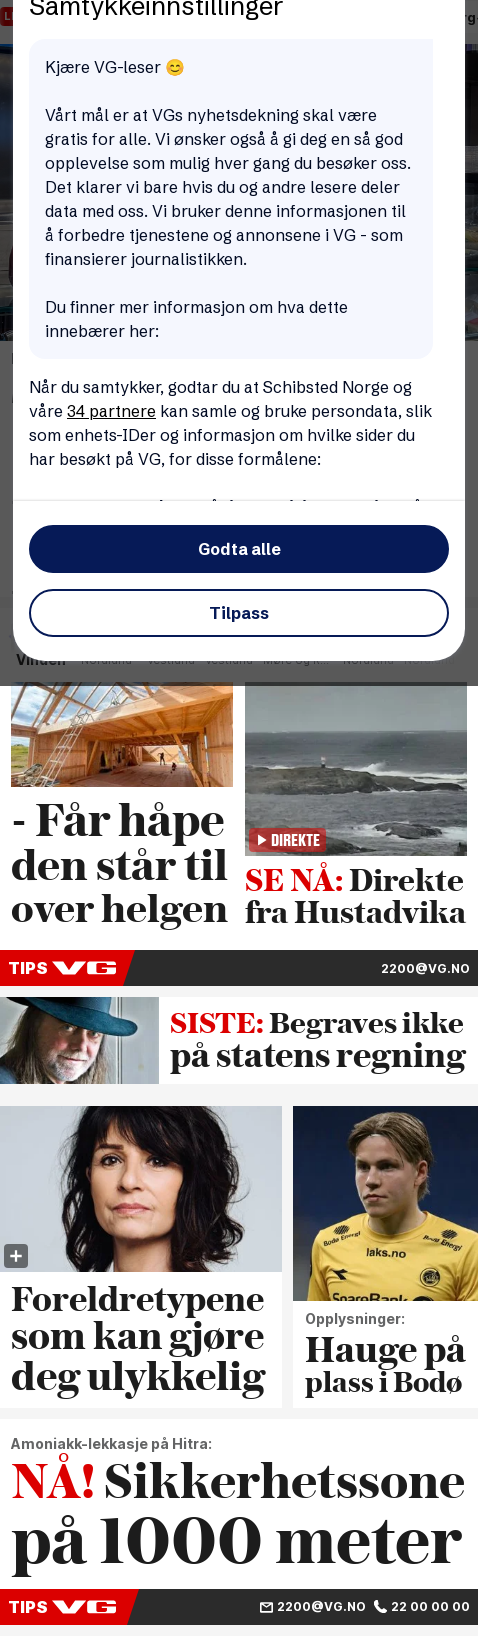 Samtykkeinnstillinger
Kjære VG-leser 😊
Vårt mål er at VGs nyhetsdekning skal være
gratis for alle. Vi ønsker også å gi deg en så god
opplevelse som mulig hver gang du besøker oss.
Det klarer vi bare hvis du og andre lesere deler
data med oss. Vi bruker denne informasjonen til
å forbedre tjenestene og annonsene i VG - som
finansierer journalistikken.
Du finner mer informasjon om hva dette
innebærer her:
Når du samtykker, godtar du at Schibsted Norge og
våre 34 partnere kan samle og bruke persondata, slik
som enhets-IDer og informasjon om hvilke sider du
har besøkt på VG, for disse formålene:
Godta alle
Tilpass
- Får håpe
den står til
over helgen
DIREKTE
SE NÅ: Direkte
fra Hustadvika
TIPS VG 2200@VG.NO
SISTE: Begraves ikke
på statens regning
Foreldretypene
som kan gjøre
deg ulykkelig
Bodø Energi
Bodø Energi
laks.no
SpareBank
Opplysninger:
Hauge på
plass i Bodø
Amoniakk-lekkasje på Hitra:
NÅ! Sikkerhetssone
på 1000 meter
TIPS VG 2200@VG.NO 22 00 00 00